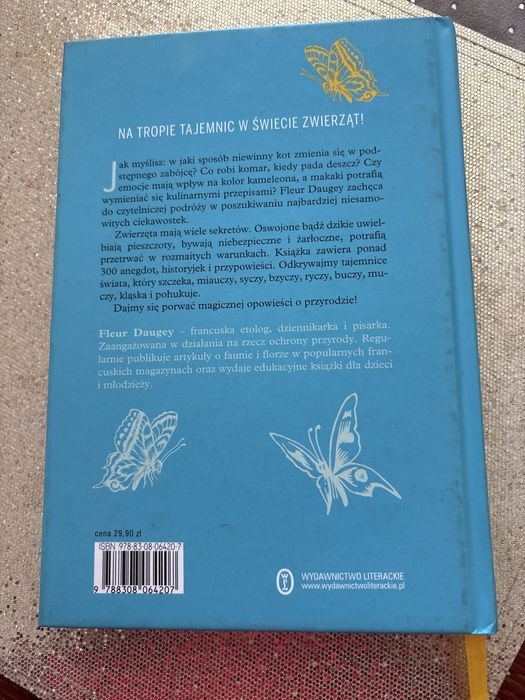 NA TROPIE TAJEMNIC W ŚWIECIE ZWIERZĄT!
Jak myślisz: w jaki sposób niewinny kot zmienia się w pod-
stępnego zabójcę? Co robi komar, kiedy pada deszcz? Czy
emocje mają wpływ na kolor kameleona, a makaki potrafią
wymieniać się kulinarnymi przepisami? Fleur Daugey zachęca
do czytelniczej podróży w poszukiwaniu najbardziej niesamo-
witych ciekawostek.
Zwierzęta mają wiele sekretów. Oswojone bądź dzikie uwiel-
biają pieszczoty, bywają niebezpieczne i żarłoczne, potrafią
przetrwać w rozmaitych warunkach. Książka zawiera ponad
300 anegdot, historyjek i przypowieści. Odkrywajmy tajemnice
świata, który szczeka, miauczy, syczy, bzyczy, ryczy, buczy, mu-
czy, kląska i pohukuje.
Dajmy się porwać magicznej opowieści o przyrodzie!
Fleur Daugey – francuska etolog, dziennikarka i pisarka.
Zaangażowana w działania na rzecz ochrony przyrody. Regu-
larnie publikuje artykuły o faunie i florze w popularnych fran-
cuskich magazynach oraz wydaje edukacyjne książki dla dzieci
i młodzieży.
cena 29,90 zł
ISBN 978-83-08-06420-7
9 788308 064207
WYDAWNICTWO LITERACKIE
www.wydawnictwoliterackie.pl